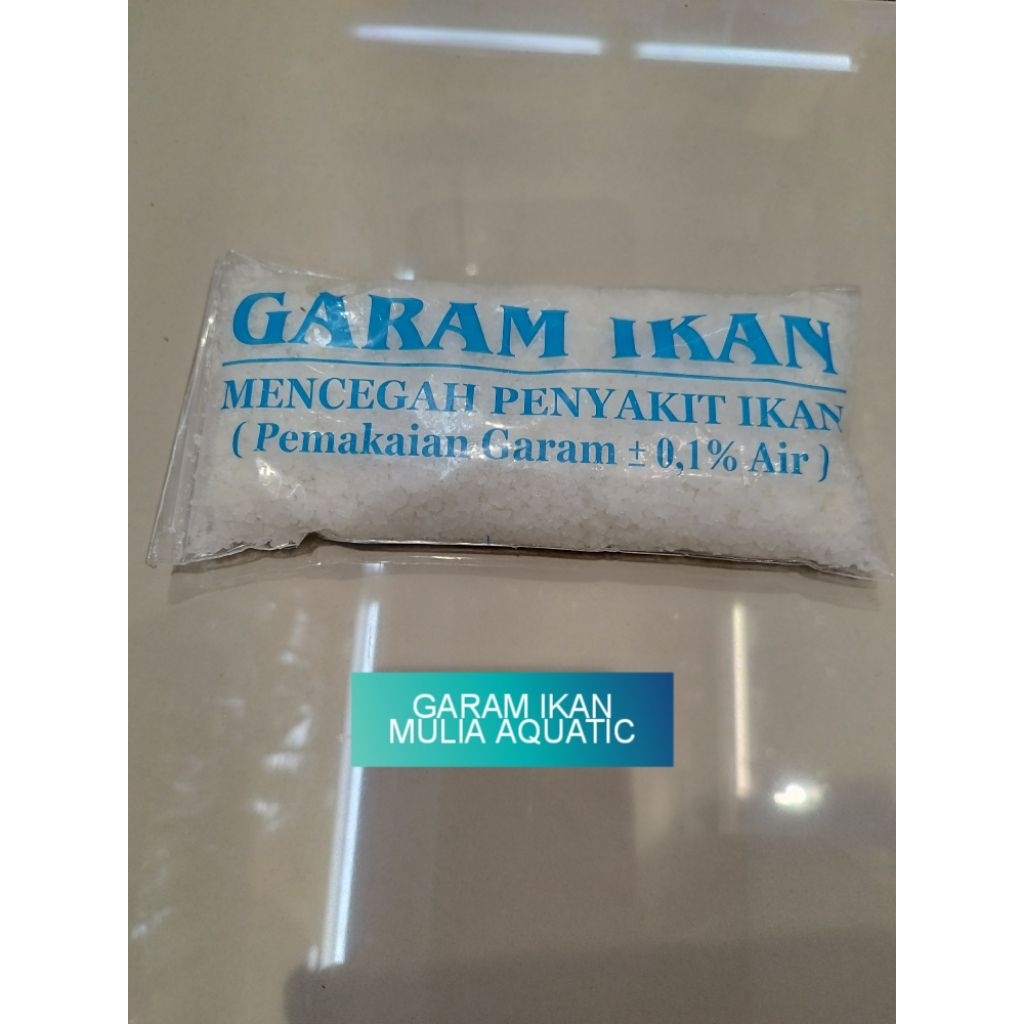 GARAM IKAN
MENCEGAH PENYAKIT IKAN
( Pemakaian Garam ± 0,1% Air )
GARAM IKAN
MULIA AQUATIC